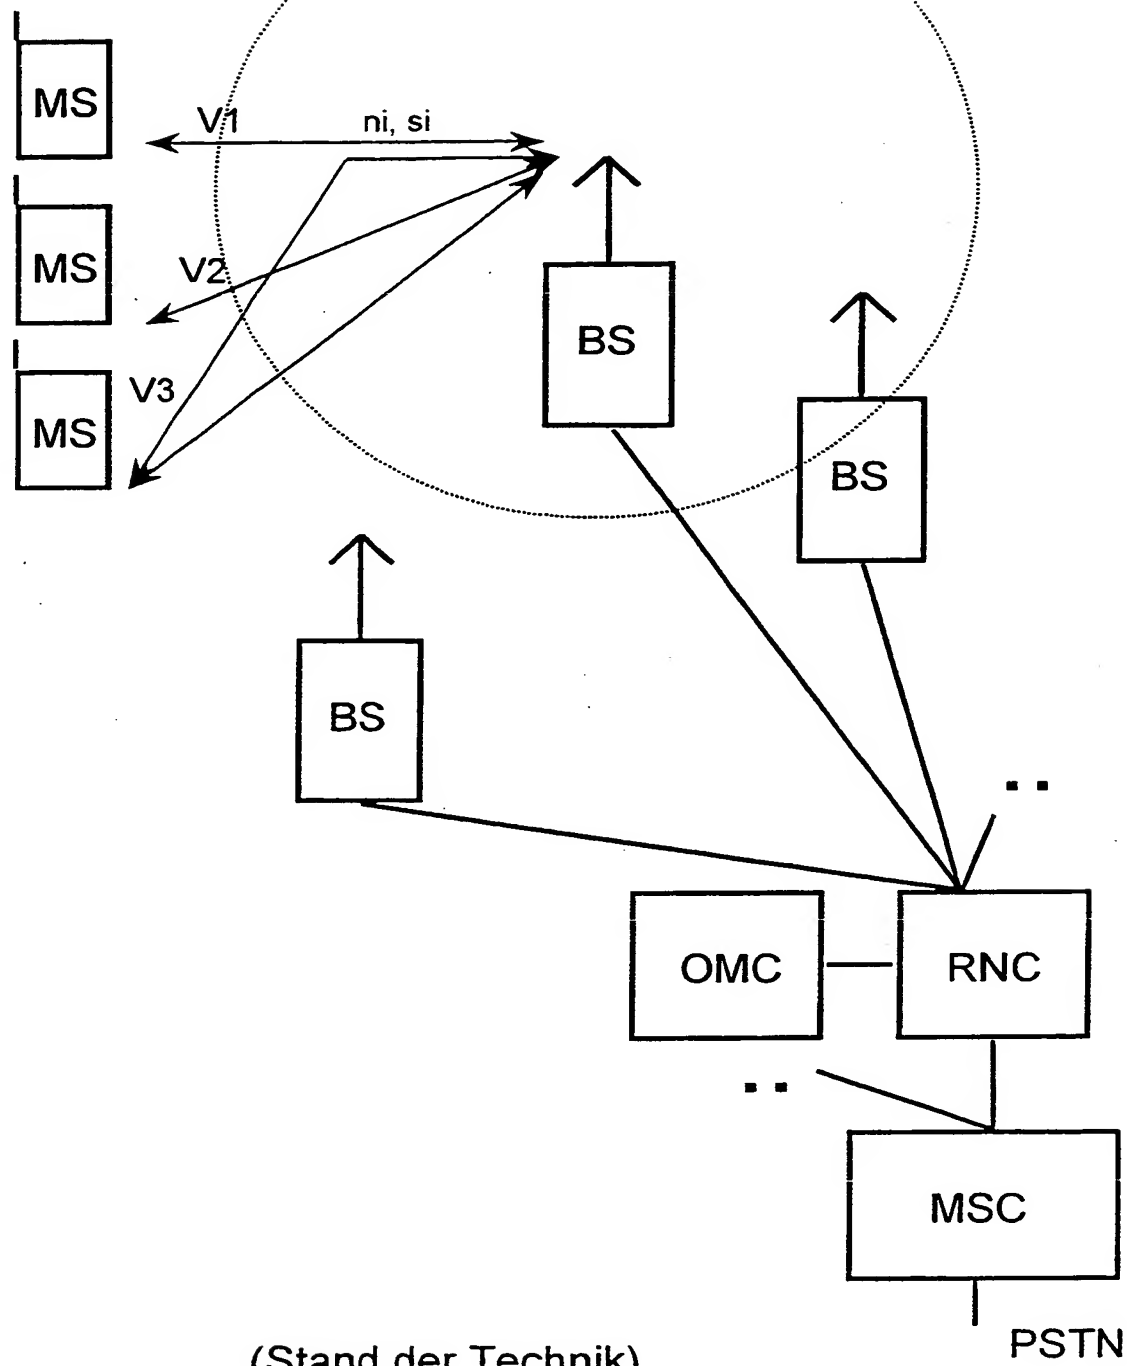 MS
V1
ni, si
MS
V2
BS
V3
MS
BS
BS
OMC
RNC
MSC
PSTN
(Stand der Technik)